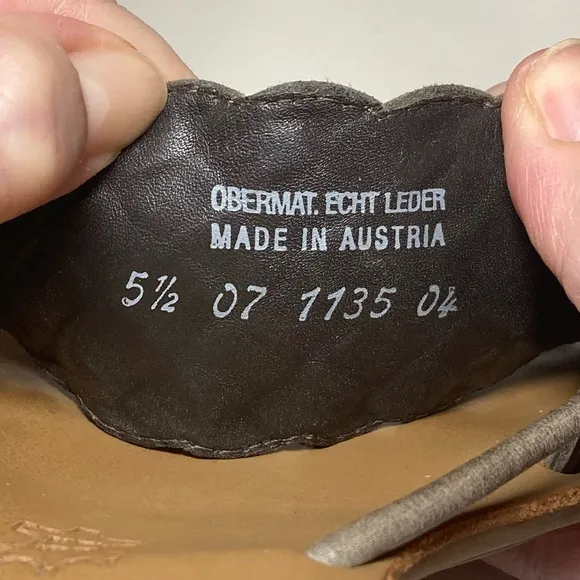 OBERMAT. ECHT LEDER
MADE IN AUSTRIA
5½ 07 1135 04